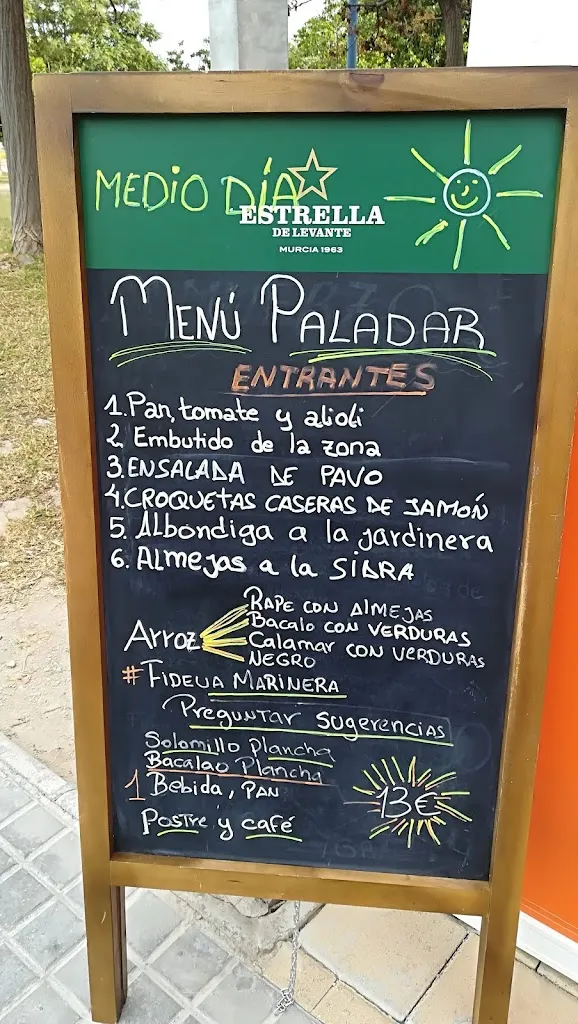 MEDIO DÍA
ESTRELLA
DE LEVANTE
MURCIA 1963
MENÚ PALADAR
ENTRANTES
1. Pan, tomate y alioli
2. Embutido de la zona
3. ENSALADA DE PAVO
4. CROQUETAS CASERAS DE JAMÓN
5. Albondiga a la jardinera
6. Almejas a la SIDRA
Arroz
RAPE CON ALMEJAS
Bacalo CON VERDURAS
Calamar CON VERDURAS
NEGRO
# FIDEUA MARINERA
Preguntar sugerencias
Solomillo Plancha
Bacalao Plancha
1 Bebida, PAN
13€
Postre y café